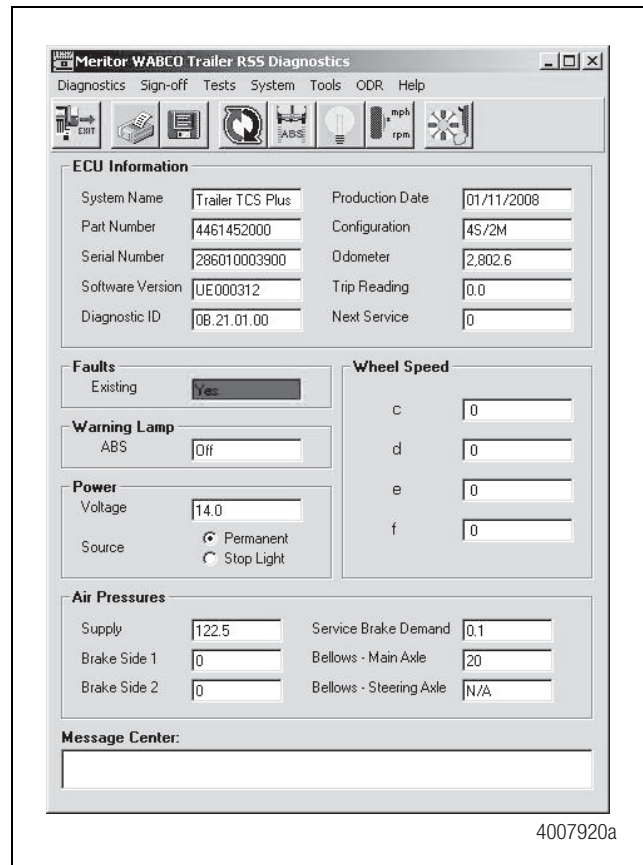 Meritor WABCO Trailer RSS Diagnostics
Diagnostics Sign-off Tests System Tools ODR Help
EXIT ABS mph rpm
ECU Information
System Name Trailer TCS Plus Production Date 01/11/2008
Part Number 4461452000 Configuration 4S/2M
Serial Number 286010003900 Odometer 2,802.6
Software Version UE000312 Trip Reading 0.0
Diagnostic ID 0B.21.01.00 Next Service 0
Faults
Existing Yes
Warning Lamp
ABS Off
Power
Voltage 14.0
Source Permanent
Stop Light
Wheel Speed
c 0
d 0
e 0
f 0
Air Pressures
Supply 122.5 Service Brake Demand 0.1
Brake Side 1 0 Bellows - Main Axle 20
Brake Side 2 0 Bellows - Steering Axle N/A
Message Center:
4007920a